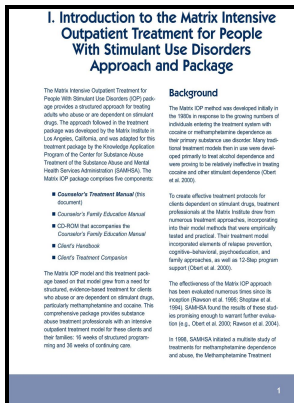 I. Introduction to the Matrix Intensive
Outpatient Treatment for People
With Stimulant Use Disorders
Approach and Package
The Matrix Intensive Outpatient Treatment for
People With Stimulant Use Disorders (IOP) pack-
age provides a structured approach for treating
adults who abuse or are dependent on stimulant
drugs. The approach followed in the treatment
package was developed by the Matrix Institute in
Los Angeles, California, and was adapted for this
treatment package by the Knowledge Application
Program of the Center for Substance Abuse
Treatment of the Substance Abuse and Mental
Health Services Administration (SAMHSA). The
Matrix IOP package comprises five components:
■ Counselor's Treatment Manual (this
document)
■ Counselor's Family Education Manual
■ CD-ROM that accompanies the
Counselor's Family Education Manual
■ Client's Handbook
■ Client's Treatment Companion
The Matrix IOP model and this treatment pack-
age based on that model grew from a need for
structured, evidence-based treatment for clients
who abuse or are dependent on stimulant drugs,
particularly methamphetamine and cocaine. This
comprehensive package provides substance
abuse treatment professionals with an intensive
outpatient treatment model for these clients and
their families: 16 weeks of structured program-
ming and 36 weeks of continuing care.
Background
The Matrix IOP method was developed initially in
the 1980s in response to the growing numbers of
individuals entering the treatment system with
cocaine or methamphetamine dependence as
their primary substance use disorder. Many tradi-
tional treatment models then in use were devel-
oped primarily to treat alcohol dependence and
were proving to be relatively ineffective in treating
cocaine and other stimulant dependence (Obert
et al. 2000).
To create effective treatment protocols for
clients dependent on stimulant drugs, treatment
professionals at the Matrix Institute drew from
numerous treatment approaches, incorporating
into their model methods that were empirically
tested and practical. Their treatment model
incorporated elements of relapse prevention,
cognitive–behavioral, psychoeducation, and
family approaches, as well as 12-Step program
support (Obert et al. 2000).
The effectiveness of the Matrix IOP approach
has been evaluated numerous times since its
inception (Rawson et al. 1995; Shoptaw et al.
1994). SAMHSA found the results of these stud-
ies promising enough to warrant further evalua-
tion (e.g., Obert et al. 2000; Rawson et al. 2004).
In 1998, SAMHSA initiated a multisite study of
treatments for methamphetamine dependence
and abuse, the Methamphetamine Treatment
1